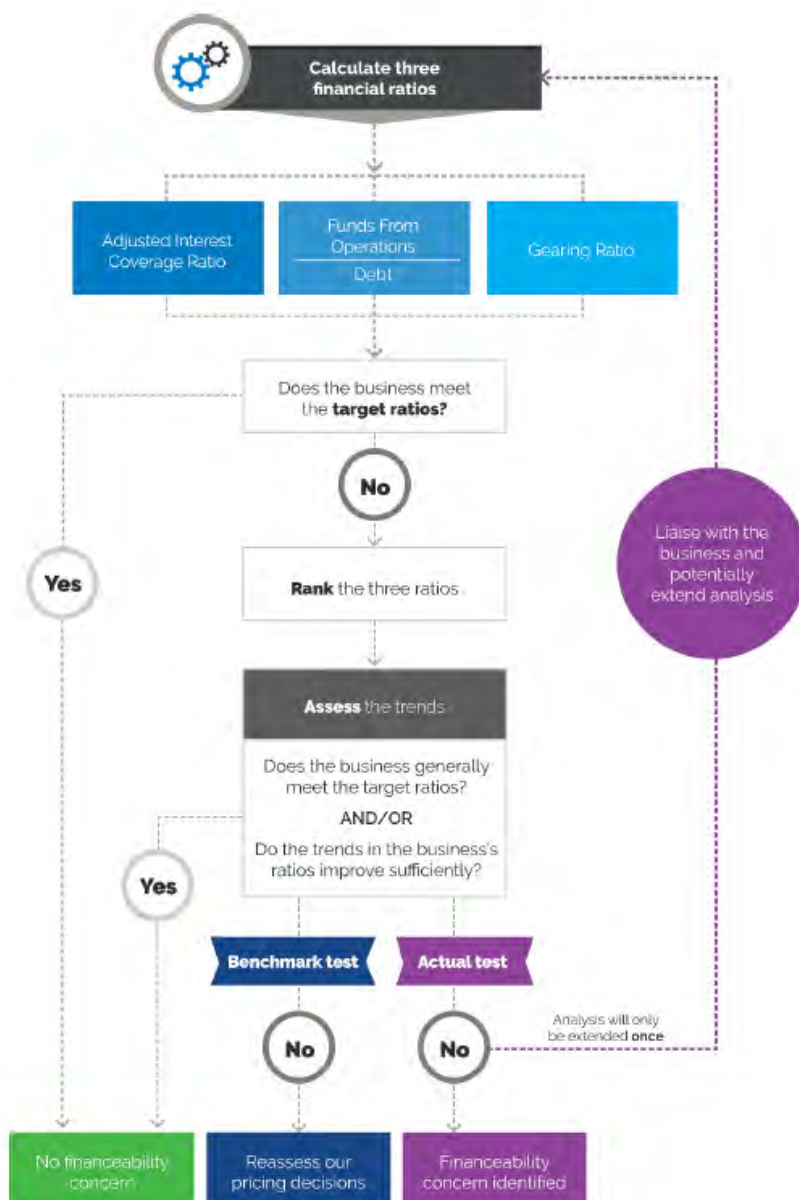 Calculate three
financial ratios
Adjusted Interest
Coverage Ratio
Funds From
Operations
Debt
Gearing Ratio
Does the business meet
the target ratios?
No
Yes
Rank the three ratios
Liaise with the
business and
potentially
extend analysis
Assess the trends
Does the business generally
meet the target ratios?
AND/OR
Do the trends in the business's
ratios improve sufficiently?
Yes
Benchmark test
Actual test
No
No
Analysis will only
be extended once
No financeability
concern
Reassess our
pricing decisions
Financeability
concern identified